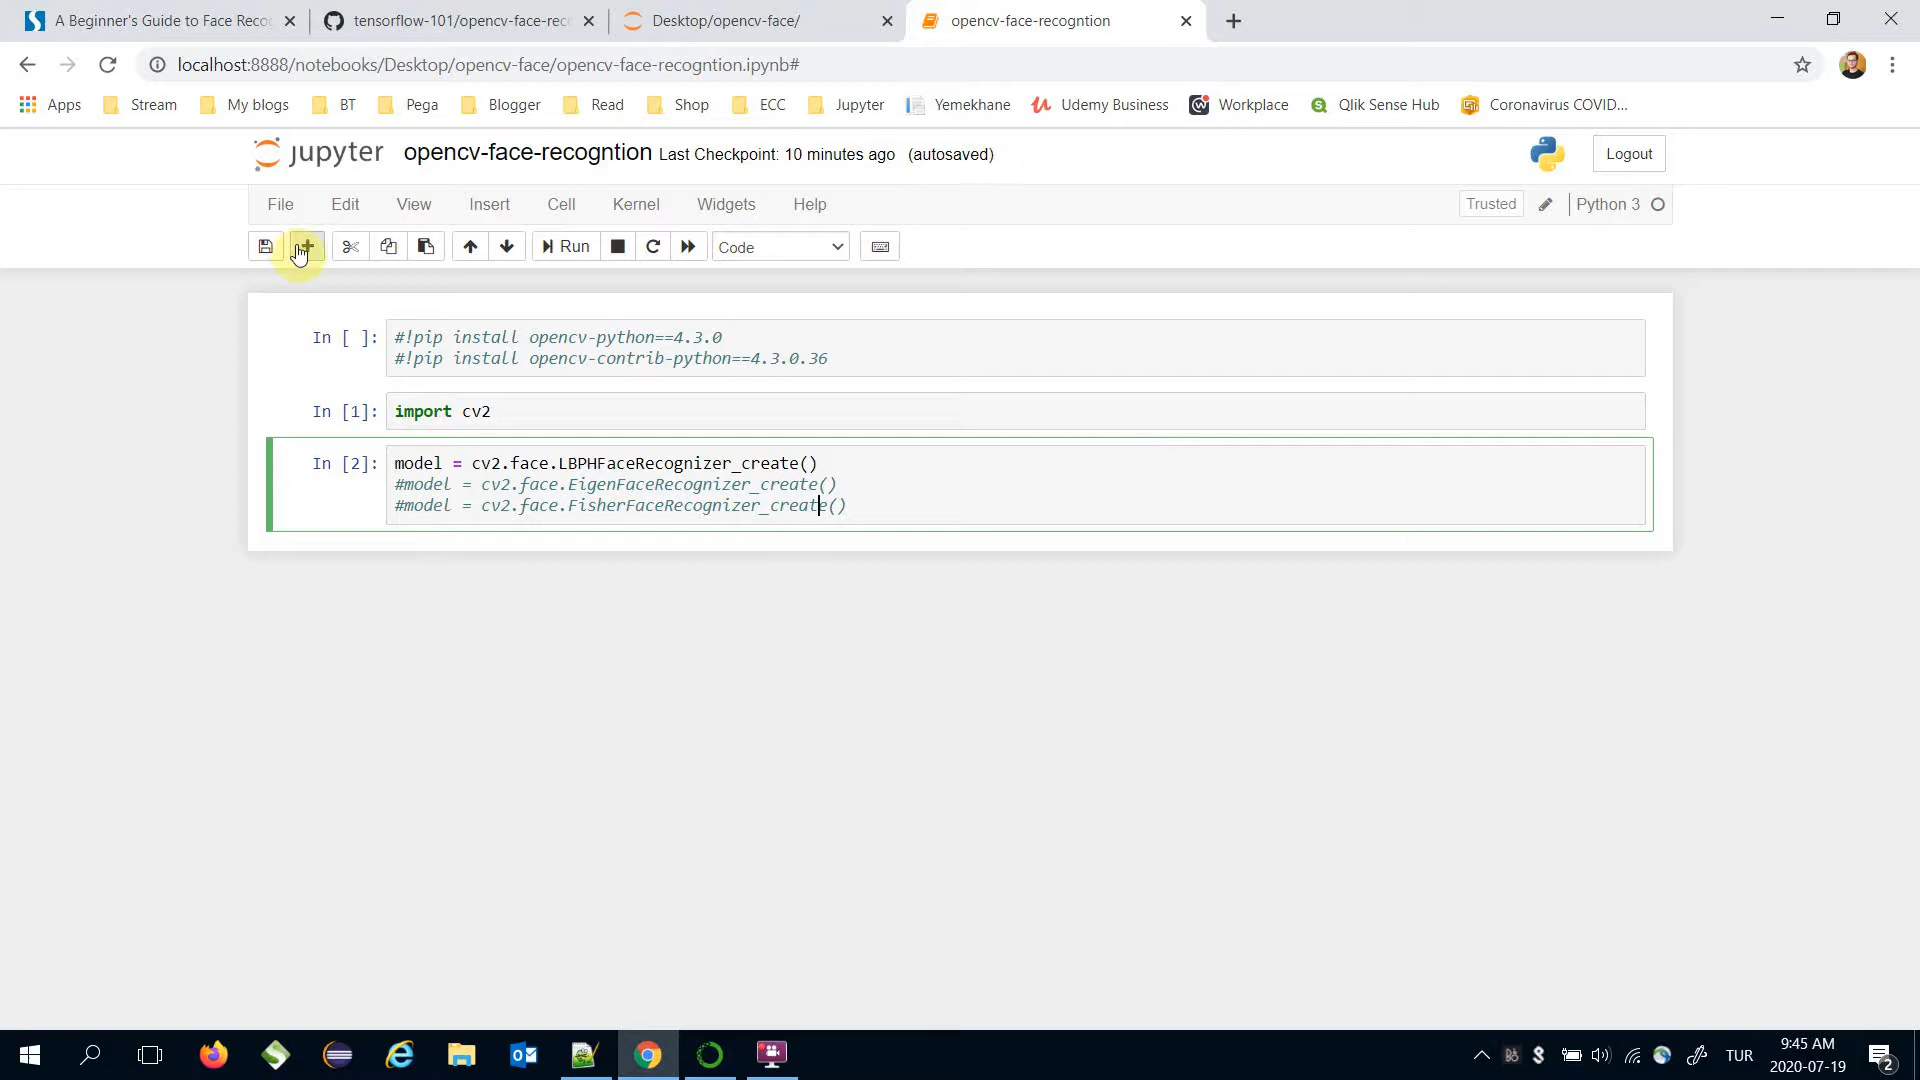 A Beginner's Guide to Face Reco
tensorflow-101/opencv-face-rec
Desktop/opencv-face/
opencv-face-recogntion
localhost:8888/notebooks/Desktop/opencv-face/opencv-face-recogntion.ipynb#
Apps
Stream
My blogs
BT
Pega
Blogger
Read
Shop
ECC
Jupyter
Yemekhane
Udemy Business
Workplace
Qlik Sense Hub
Coronavirus COVID...
jupyter opencv-face-recogntion Last Checkpoint: 10 minutes ago (autosaved)
Logout
File Edit View Insert Cell Kernel Widgets Help
Trusted
Python 3
Run
Code
In [ ]: #!pip install opencv-python==4.3.0
#!pip install opencv-contrib-python==4.3.0.36
In [1]: import cv2
In [2]: model = cv2.face.LBPHFaceRecognizer_create()
#model = cv2.face.EigenFaceRecognizer_create()
#model = cv2.face.FisherFaceRecognizer_create()
TUR
9:45 AM
2020-07-19
2